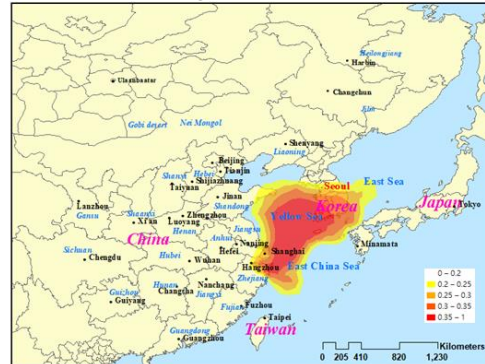 Heilongjiang
Harbin
Ulaanbaatar
Changchun
Jilin
Gobi desert
Nei Mongol
Shenyang
Liaoning
Beijing
Tianjin
Hebei
Shanxi
Shijiazhuang
Taiyuan
Seoul
East Sea
Jinan
Shandong
Korea
Japan
Tokyo
Lanzhou
Gansu
Shaanxi
Xi'an
Zhengzhou
Luoyang
Henan
Jiangsu
Yellow Sea
China
Anhui
Nanjing
Minamata
Hefei
Shanghai
Sichuan
Chengdu
Hubei
Wuhan
Hangzhou
East China Sea
Zhejiang
Hunan
Nanchang
Changsha
Jiangxi
Guizhou
Guiyang
Fujian
Fuzhou
Taipei
Taiwan
Guangdong
Guangzhou
0 – 0.2
0.2 – 0.25
0.25 – 0.3
0.3 – 0.35
0.35 – 1
Kilometers
0 205 410 820 1,230